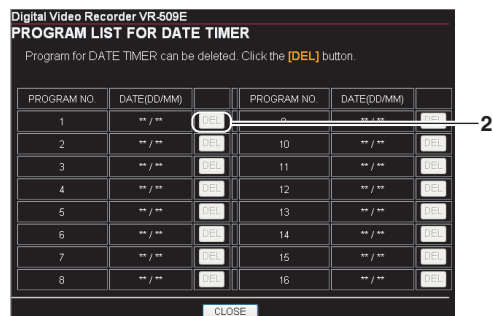 Digital Video Recorder VR-509E
PROGRAM LIST FOR DATE TIMER
Program for DATE TIMER can be deleted. Click the [DEL] button.
PROGRAM NO. DATE(DD/MM) PROGRAM NO. DATE(DD/MM)
1 ** / ** DEL 9 ** / ** DEL 2
2 ** / ** DEL 10 ** / ** DEL
3 ** / ** DEL 11 ** / ** DEL
4 ** / ** DEL 12 ** / ** DEL
5 ** / ** DEL 13 ** / ** DEL
6 ** / ** DEL 14 ** / ** DEL
7 ** / ** DEL 15 ** / ** DEL
8 ** / ** DEL 16 ** / ** DEL
CLOSE